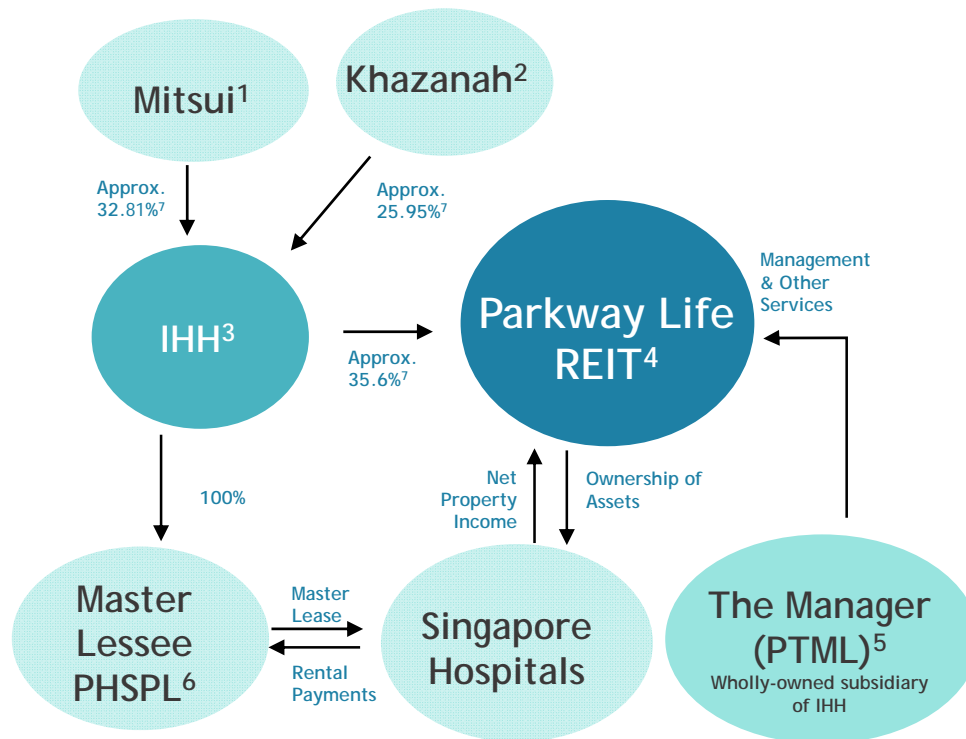 Mitsui¹
Khazanah²
Approx.
32.81%⁷
Approx.
25.95%⁷
IHH³
Approx.
35.6%⁷
Parkway Life
REIT⁴
Management
& Other
Services
100%
Net
Property
Income
Ownership of
Assets
Master
Lessee
PHSPL⁶
Master
Lease
Rental
Payments
Singapore
Hospitals
The Manager
(PTML)⁵
Wholly-owned subsidiary
of IHH